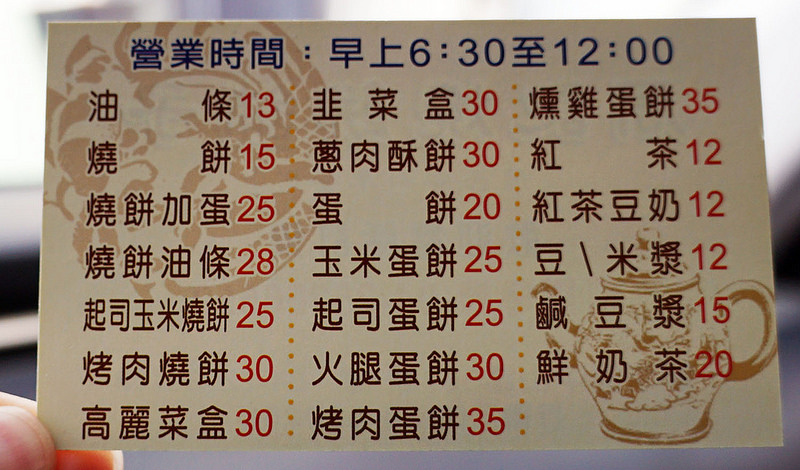 營業時間：早上6：30至12：00
油條13
燒餅15
燒餅加蛋25
燒餅油條28
起司玉米燒餅25
烤肉燒餅30
高麗菜盒30
韭菜盒30
蔥肉酥餅30
蛋餅20
玉米蛋餅25
起司蛋餅25
火腿蛋餅30
烤肉蛋餅35
燻雞蛋餅35
紅茶12
紅茶豆奶12
豆\米漿12
鹹豆漿15
鮮奶茶20